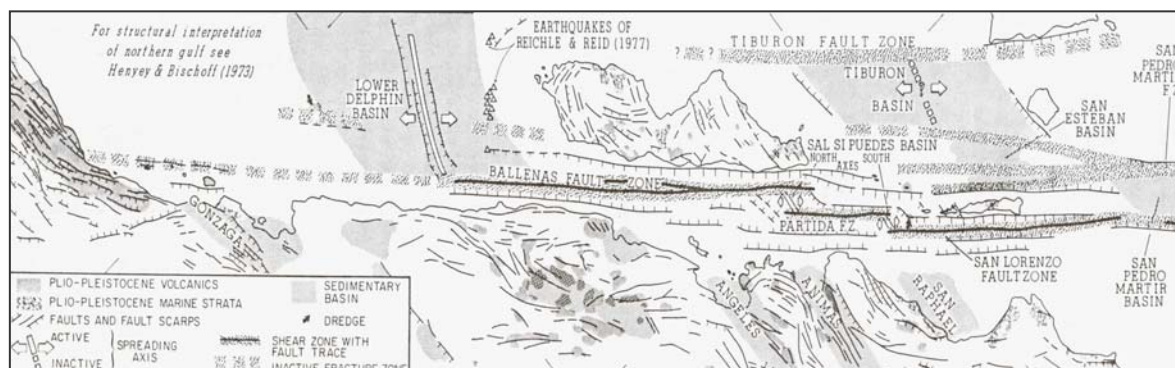 For structural interpretation
of northern gulf see
Henyey & Bischoff (1973)
EARTHQUAKES OF
REICHLE & REID (1977)
? ?
TIBURON FAULT ZONE
SAN
PEDRO
MARTIR
F.Z.
LOWER
DELPHIN
BASIN
TIBURON
BASIN
SAN
ESTEBAN
BASIN
SAL SI PUEDES BASIN
NORTH SOUTH
AXES
BALLENAS FAULT ZONE
GONZAGA
PARTIDA F.Z.
SAN LORENZO
FAULT ZONE
SAN
PEDRO
MARTIR
BASIN
ANGELES
ANIMAS
SAN
RAPHAEL
PLIO-PLEISTOCENE VOLCANICS
PLIO-PLEISTOCENE MARINE STRATA
FAULTS AND FAULT SCARPS
ACTIVE
INACTIVE
SPREADING
AXIS
SEDIMENTARY
BASIN
DREDGE
SHEAR ZONE WITH
FAULT TRACE
INACTIVE FRACTURE ZONE